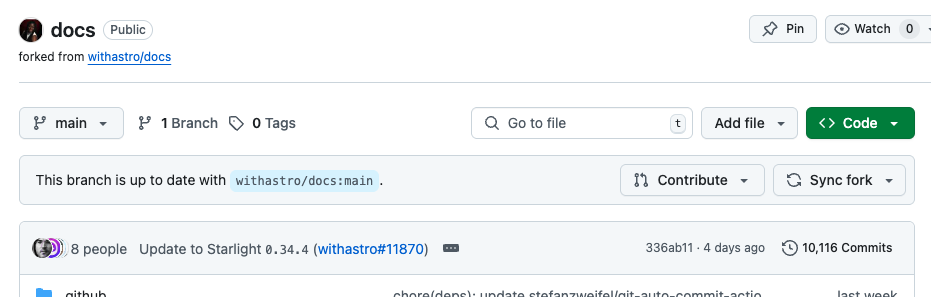 docs Public Pin Watch 0
forked from withastro/docs
main 1 Branch 0 Tags Go to file t Add file Code
This branch is up to date with withastro/docs:main. Contribute Sync fork
8 people Update to Starlight 0.34.4 (withastro#11870) 336ab11 · 4 days ago 10,116 Commits
.github chore(deps): update stefanzweifel/git-auto-commit-actio last week